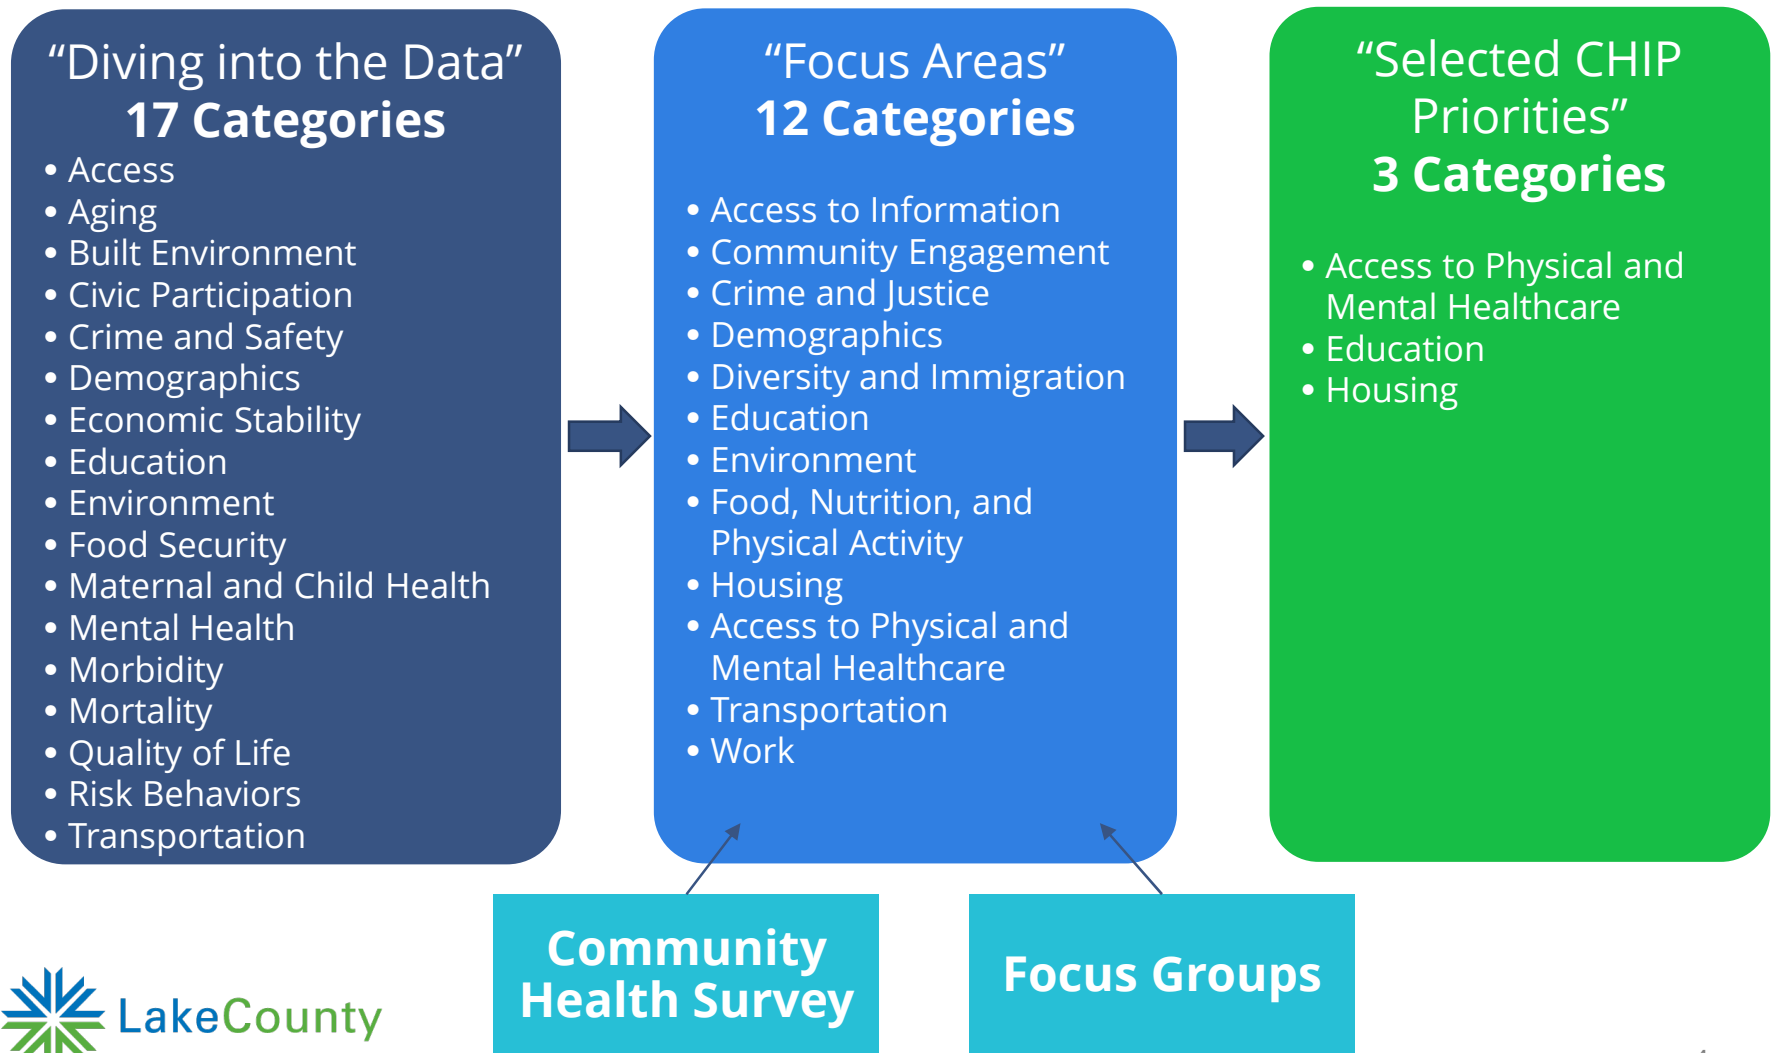 “Diving into the Data”
17 Categories
• Access
• Aging
• Built Environment
• Civic Participation
• Crime and Safety
• Demographics
• Economic Stability
• Education
• Environment
• Food Security
• Maternal and Child Health
• Mental Health
• Morbidity
• Mortality
• Quality of Life
• Risk Behaviors
• Transportation
“Focus Areas”
12 Categories
• Access to Information
• Community Engagement
• Crime and Justice
• Demographics
• Diversity and Immigration
• Education
• Environment
• Food, Nutrition, and
Physical Activity
• Housing
• Access to Physical and
Mental Healthcare
• Transportation
• Work
“Selected CHIP
Priorities”
3 Categories
• Access to Physical and
Mental Healthcare
• Education
• Housing
Community
Health Survey
Focus Groups
LakeCounty